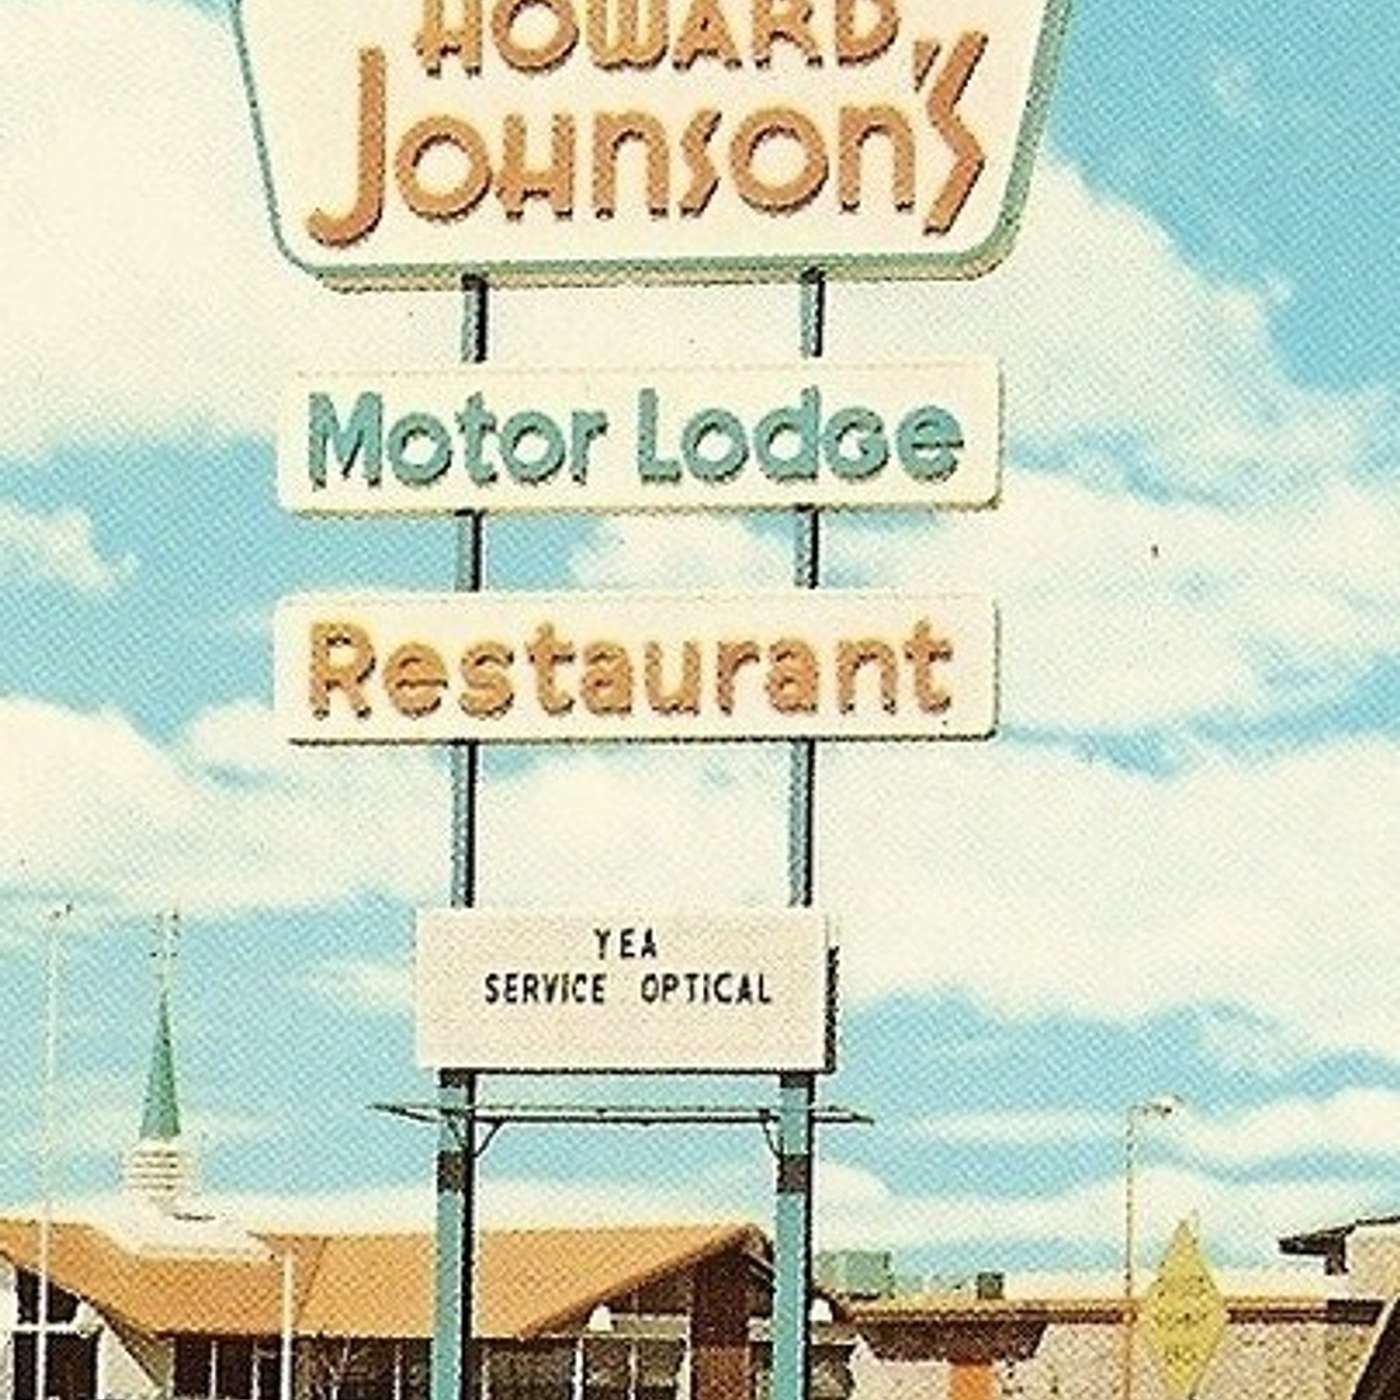 HOWARD
JOHNSON'S
Motor Lodge
Restaurant
YEA
SERVICE OPTICAL